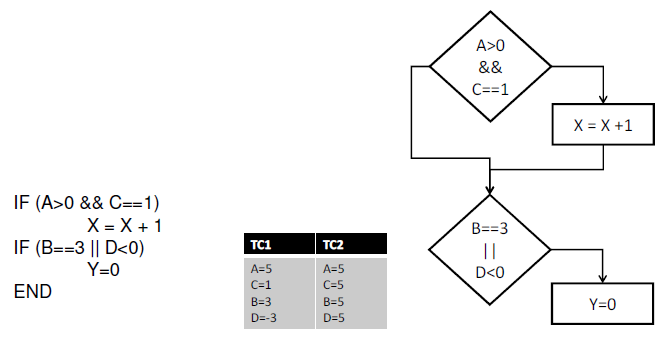 IF (A>0 && C==1)
X = X + 1
IF (B==3 || D<0)
Y=0
END
TC1 TC2
A=5 A=5
C=1 C=5
B=3 B=5
D=-3 D=5
A>0
&&
C==1
X = X +1
B==3
||
D<0
Y=0